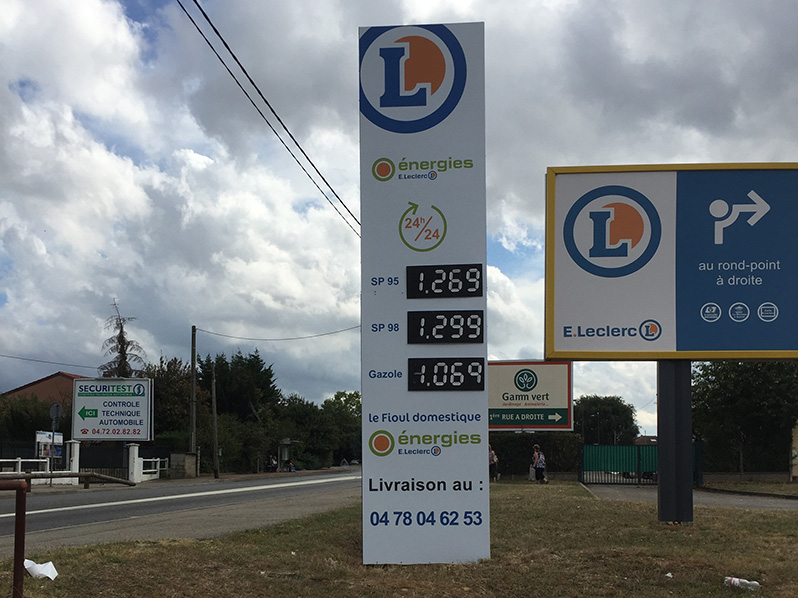 L
énergies
E.Leclerc L
24h/24
SP 95 1.269
SP 98 1.299
Gazole 1.069
le Fioul domestique
énergies
E.Leclerc L
Livraison au :
04 78 04 62 53
L
E.Leclerc L
au rond-point
à droite
SECURITEST
ICI
CONTROLE
TECHNIQUE
AUTOMOBILE
04.72.02.82.82
Gamm vert
1ère RUE A DROITE